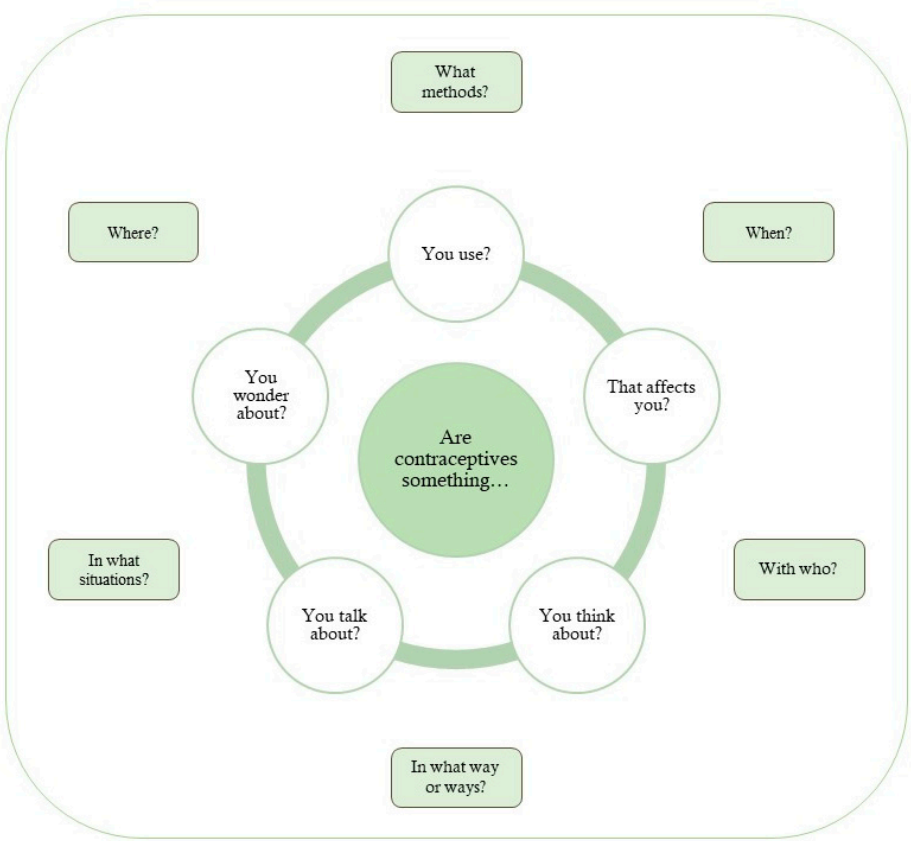 What
methods?
Where?
When?
You use?
You
wonder
about?
That affects
you?
Are
contraceptives
something…
In what
situations?
With who?
You talk
about?
You think
about?
In what way
or ways?